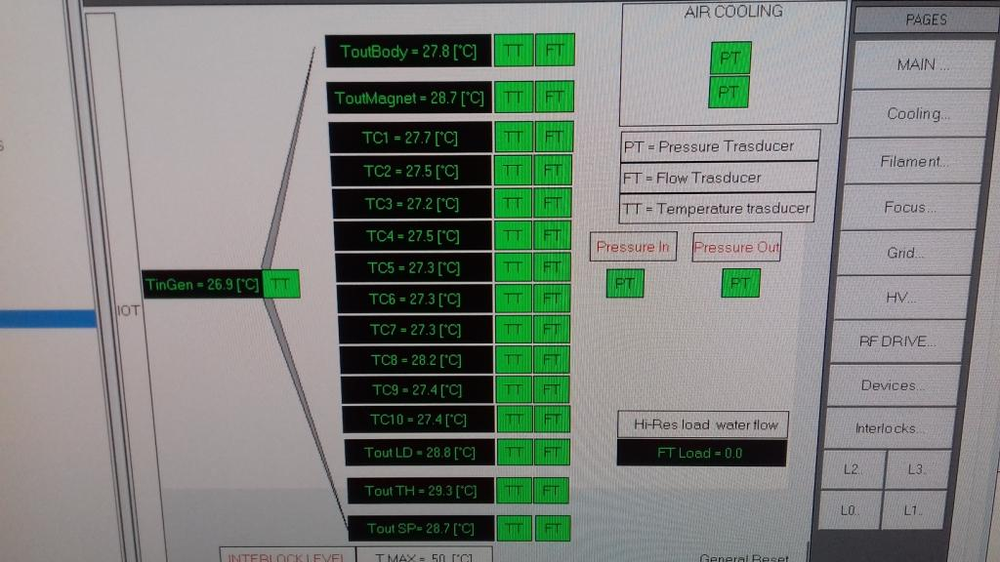 AIR COOLING
PAGES
ToutBody = 27.8 [°C] TT FT
PT
MAIN ...
PT
ToutMagnet = 28.7 [°C] TT FT
Cooling...
TC1 = 27.7 [°C] TT FT
PT = Pressure Trasducer
Filament...
TC2 = 27.5 [°C] TT FT
FT = Flow Trasducer
TC3 = 27.2 [°C] TT FT
TT = Temperature trasducer
Focus...
TC4 = 27.5 [°C] TT FT
Pressure In Pressure Out
Grid...
TC5 = 27.3 [°C] TT FT
TinGen = 26.9 [°C] TT
PT PT
IOT
TC6 = 27.3 [°C] TT FT
HV...
TC7 = 27.3 [°C] TT FT
RF DRIVE...
TC8 = 28.2 [°C] TT FT
Devices...
TC9 = 27.4 [°C] TT FT
TC10 = 27.4 [°C] TT FT
Hi-Res load water flow
Interlocks...
Tout LD = 28.8 [°C] TT FT
FT Load = 0.0
L2.. L3..
Tout TH = 29.3 [°C] TT FT
L0.. L1..
Tout SP= 28.7 [°C] TT FT
INTERLOCK LEVEL T MAX = 50 [°C]
General Reset